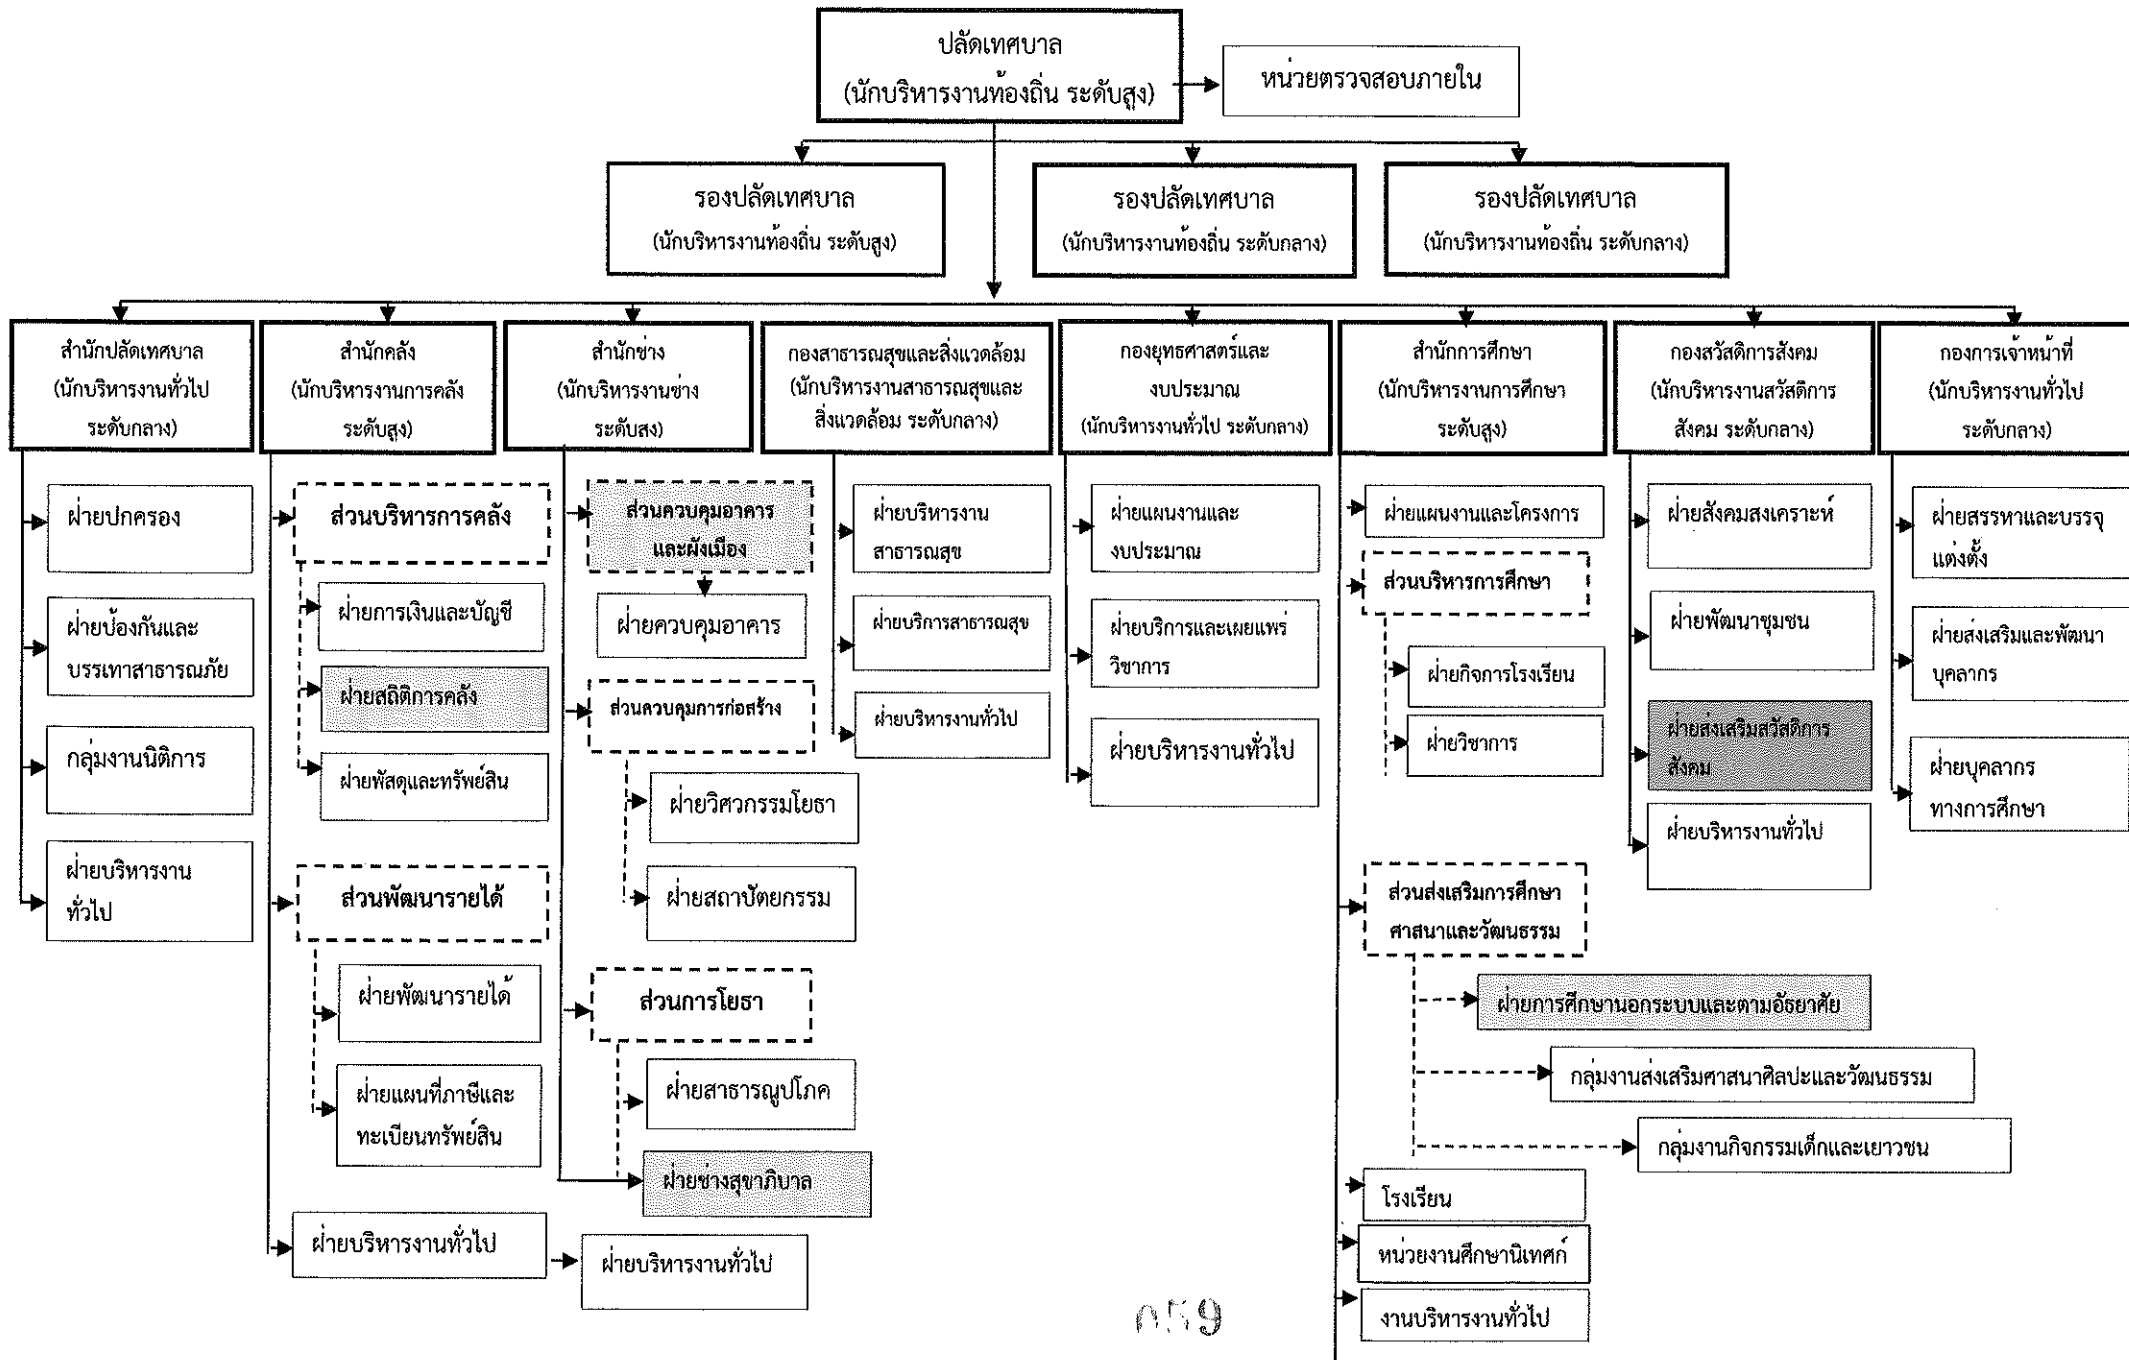 ปลัดเทศบาล
(นักบริหารงานท้องถิ่น ระดับสูง)
หน่วยตรวจสอบภายใน
รองปลัดเทศบาล
(นักบริหารงานท้องถิ่น ระดับสูง)
รองปลัดเทศบาล
(นักบริหารงานท้องถิ่น ระดับกลาง)
รองปลัดเทศบาล
(นักบริหารงานท้องถิ่น ระดับกลาง)
สำนักปลัดเทศบาล
(นักบริหารงานทั่วไป
ระดับกลาง)
ฝ่ายปกครอง
ฝ่ายป้องกันและ
บรรเทาสาธารณภัย
กลุ่มงานนิติการ
ฝ่ายบริหารงาน
ทั่วไป
สำนักคลัง
(นักบริหารงานการคลัง
ระดับสูง)
ส่วนบริหารการคลัง
ฝ่ายการเงินและบัญชี
ฝ่ายสถิติการคลัง
ฝ่ายพัสดุและทรัพย์สิน
ส่วนพัฒนารายได้
ฝ่ายพัฒนารายได้
ฝ่ายแผนที่ภาษีและ
ทะเบียนทรัพย์สิน
ฝ่ายบริหารงานทั่วไป
สำนักช่าง
(นักบริหารงานช่าง
ระดับสง)
ส่วนควบคุมอาคาร
และผังเมือง
ฝ่ายควบคุมอาคาร
ส่วนควบคุมการก่อสร้าง
ฝ่ายวิศวกรรมโยธา
ฝ่ายสถาปัตยกรรม
ส่วนการโยธา
ฝ่ายสาธารณูปโภค
ฝ่ายช่างสุขาภิบาล
ฝ่ายบริหารงานทั่วไป
กองสาธารณสุขและสิ่งแวดล้อม
(นักบริหารงานสาธารณสุขและ
สิ่งแวดล้อม ระดับกลาง)
ฝ่ายบริหารงาน
สาธารณสุข
ฝ่ายบริการสาธารณสุข
ฝ่ายบริหารงานทั่วไป
กองยุทธศาสตร์และ
งบประมาณ
(นักบริหารงานทั่วไป ระดับกลาง)
ฝ่ายแผนงานและ
งบประมาณ
ฝ่ายบริการและเผยแพร่
วิชาการ
ฝ่ายบริหารงานทั่วไป
สำนักการศึกษา
(นักบริหารงานการศึกษา
ระดับสูง)
ฝ่ายแผนงานและโครงการ
ส่วนบริหารการศึกษา
ฝ่ายกิจการโรงเรียน
ฝ่ายวิชาการ
ส่วนส่งเสริมการศึกษา
ศาสนาและวัฒนธรรม
ฝ่ายการศึกษานอกระบบและตามอัธยาศัย
กลุ่มงานส่งเสริมศาสนาศิลปะและวัฒนธรรม
กลุ่มงานกิจกรรมเด็กและเยาวชน
โรงเรียน
หน่วยงานศึกษานิเทศก์
งานบริหารงานทั่วไป
กองสวัสดิการสังคม
(นักบริหารงานสวัสดิการ
สังคม ระดับกลาง)
ฝ่ายสังคมสงเคราะห์
ฝ่ายพัฒนาชุมชน
ฝ่ายส่งเสริมสวัสดิการ
สังคม
ฝ่ายบริหารงานทั่วไป
กองการเจ้าหน้าที่
(นักบริหารงานทั่วไป
ระดับกลาง)
ฝ่ายสรรหาและบรรจุ
แต่งตั้ง
ฝ่ายส่งเสริมและพัฒนา
บุคลากร
ฝ่ายบุคลากร
ทางการศึกษา
059